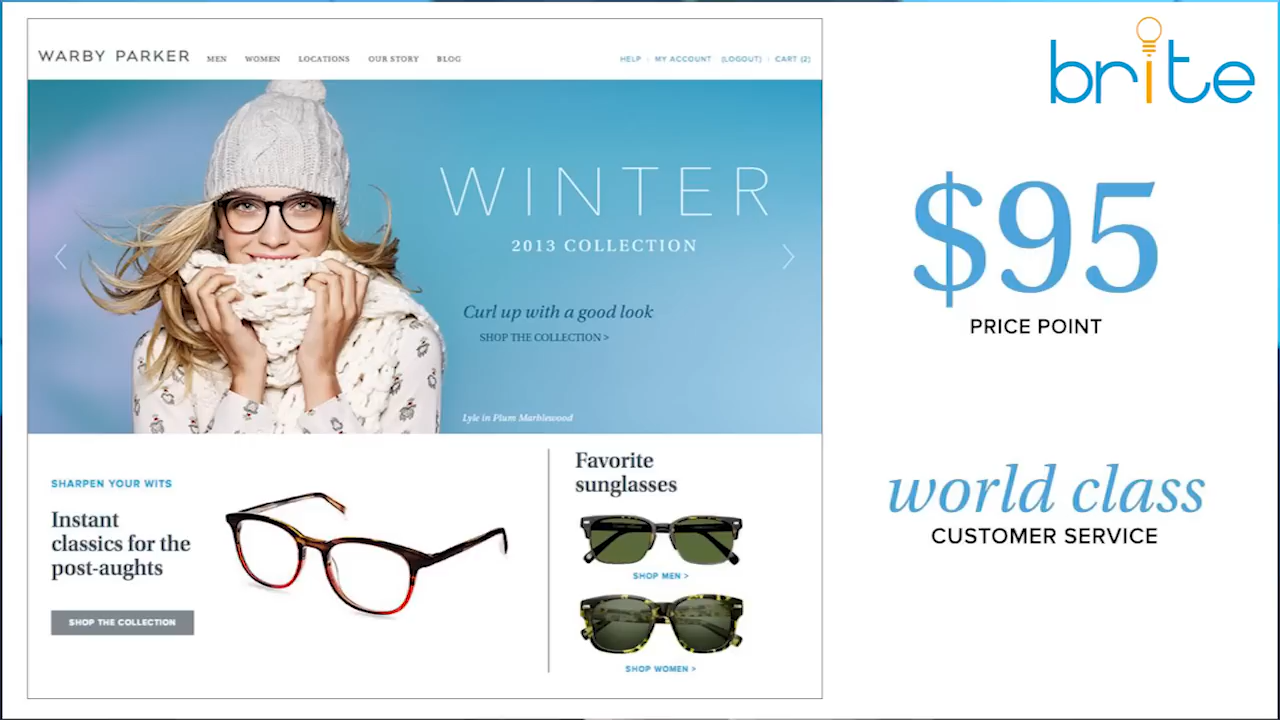 WARBY PARKER MEN WOMEN LOCATIONS OUR STORY BLOG HELP MY ACCOUNT (LOGOUT) CART (2)
WINTER
2013 COLLECTION
Curl up with a good look
SHOP THE COLLECTION >
Lyle in Plum Marblewood
SHARPEN YOUR WITS
Instant
classics for the
post-aughts
SHOP THE COLLECTION
Favorite
sunglasses
SHOP MEN >
SHOP WOMEN >
brite
$95
PRICE POINT
world class
CUSTOMER SERVICE